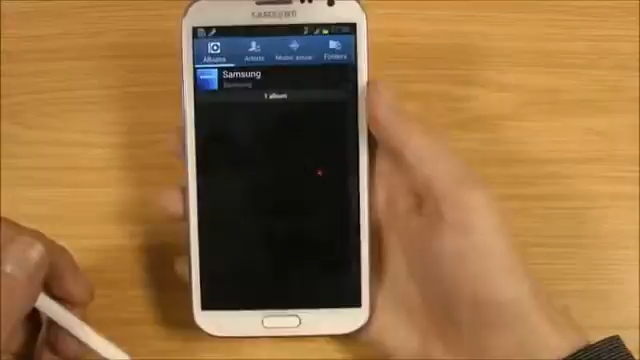 SAMSUNG
Albums Artists Music square Folders
Samsung
Samsung
1 album